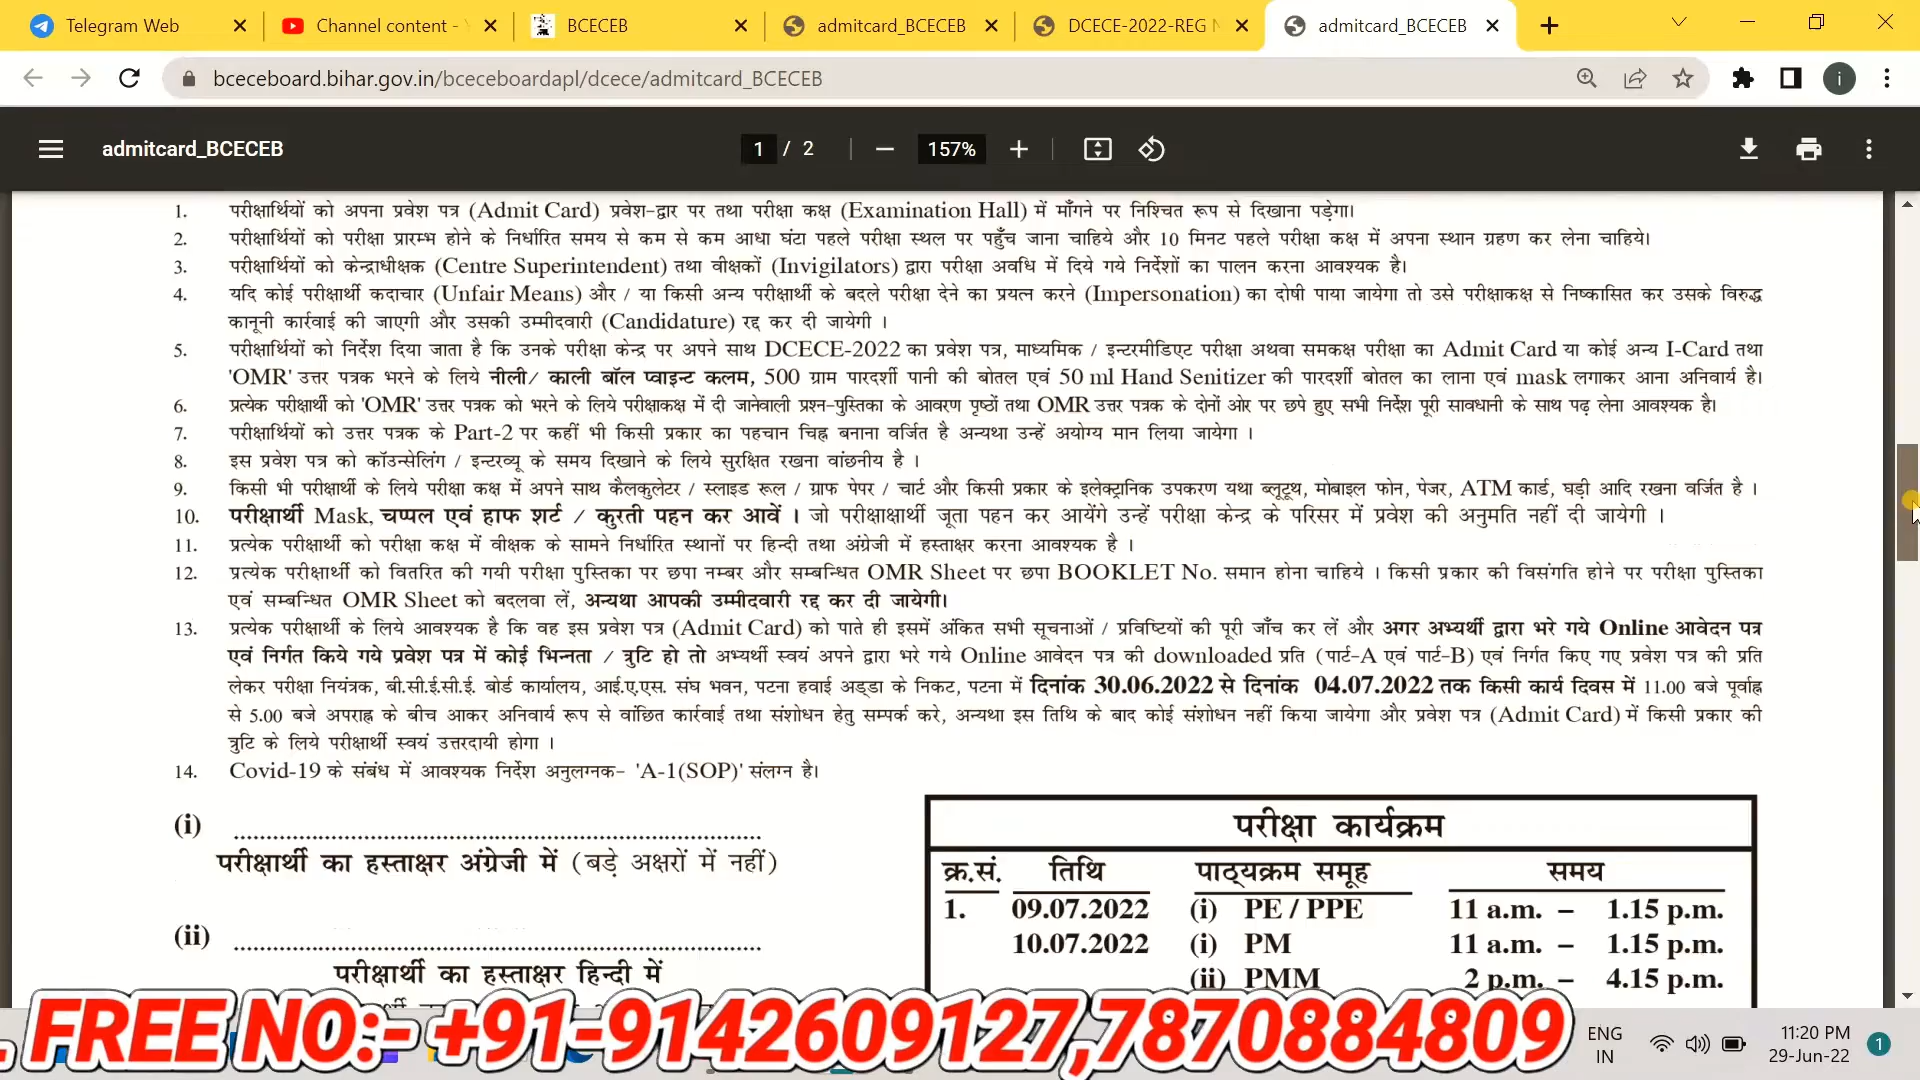 Telegram Web
Channel content -
BCECEB
admitcard_BCECEB
DCECE-2022-REG
admitcard_BCECEB
bceceboard.bihar.gov.in/bceceboardapl/dcece/admitcard_BCECEB
i
admitcard_BCECEB
1 / 2
157%
1. परीक्षार्थियों को अपना प्रवेश पत्र (Admit Card) प्रवेश-द्वार पर तथा परीक्षा कक्ष (Examination Hall) में माँगने पर निश्चित रूप से दिखाना पड़ेगा।
2. परीक्षार्थियों को परीक्षा प्रारम्भ होने के निर्धारित समय से कम से कम आधा घंटा पहले परीक्षा स्थल पर पहुँच जाना चाहिये और 10 मिनट पहले परीक्षा कक्ष में अपना स्थान ग्रहण कर लेना चाहिये।
3. परीक्षार्थियों को केन्द्राधीक्षक (Centre Superintendent) तथा वीक्षकों (Invigilators) द्वारा परीक्षा अवधि में दिये गये निर्देशों का पालन करना आवश्यक है।
4. यदि कोई परीक्षार्थी कदाचार (Unfair Means) और / या किसी अन्य परीक्षार्थी के बदले परीक्षा देने का प्रयत्न करने (Impersonation) का दोषी पाया जायेगा तो उसे परीक्षाकक्ष से निष्कासित कर उसके विरुद्ध
कानूनी कार्रवाई की जाएगी और उसकी उम्मीदवारी (Candidature) रद्द कर दी जायेगी ।
5. परीक्षार्थियों को निर्देश दिया जाता है कि उनके परीक्षा केन्द्र पर अपने साथ DCECE-2022 का प्रवेश पत्र, माध्यमिक / इन्टरमीडिएट परीक्षा अथवा समकक्ष परीक्षा का Admit Card या कोई अन्य I-Card तथा
'OMR' उत्तर पत्रक भरने के लिये नीली/ काली बॉल प्वाइन्ट कलम, 500 ग्राम पारदर्शी पानी की बोतल एवं 50 ml Hand Senitizer की पारदर्शी बोतल का लाना एवं mask लगाकर आना अनिवार्य है।
6. प्रत्येक परीक्षार्थी को 'OMR' उत्तर पत्रक को भरने के लिये परीक्षाकक्ष में दी जानेवाली प्रश्न-पुस्तिका के आवरण पृष्ठों तथा OMR उत्तर पत्रक के दोनों ओर पर छपे हुए सभी निर्देश पूरी सावधानी के साथ पढ़ लेना आवश्यक है।
7. परीक्षार्थियों को उत्तर पत्रक के Part-2 पर कहीं भी किसी प्रकार का पहचान चिह्न बनाना वर्जित है अन्यथा उन्हें अयोग्य मान लिया जायेगा ।
8. इस प्रवेश पत्र को कॉउन्सेलिंग / इन्टरव्यू के समय दिखाने के लिये सुरक्षित रखना वांछनीय है ।
9. किसी भी परीक्षार्थी के लिये परीक्षा कक्ष में अपने साथ कैलकुलेटर / स्लाइड रूल / ग्राफ पेपर / चार्ट और किसी प्रकार के इलेक्ट्रानिक उपकरण यथा ब्लूटूथ, मोबाइल फोन, पेजर, ATM कार्ड, घड़ी आदि रखना वर्जित है ।
10. परीक्षार्थी Mask, चप्पल एवं हाफ शर्ट / कुरती पहन कर आवें । जो परीक्षाक्षार्थी जूता पहन कर आयेंगे उन्हें परीक्षा केन्द्र के परिसर में प्रवेश की अनुमति नहीं दी जायेगी ।
11. प्रत्येक परीक्षार्थी को परीक्षा कक्ष में वीक्षक के सामने निर्धारित स्थानों पर हिन्दी तथा अंग्रेजी में हस्ताक्षर करना आवश्यक है ।
12. प्रत्येक परीक्षार्थी को वितरित की गयी परीक्षा पुस्तिका पर छपा नम्बर और सम्बन्धित OMR Sheet पर छपा BOOKLET No. समान होना चाहिये । किसी प्रकार की विसंगति होने पर परीक्षा पुस्तिका
एवं सम्बन्धित OMR Sheet को बदलवा लें, अन्यथा आपकी उम्मीदवारी रद्द कर दी जायेगी।
13. प्रत्येक परीक्षार्थी के लिये आवश्यक है कि वह इस प्रवेश पत्र (Admit Card) को पाते ही इसमें अंकित सभी सूचनाओं / प्रविष्टियों की पूरी जाँच कर लें और अगर अभ्यर्थी द्वारा भरे गये Online आवेदन पत्र
एवं निर्गत किये गये प्रवेश पत्र में कोई भिन्नता / त्रुटि हो तो अभ्यर्थी स्वयं अपने द्वारा भरे गये Online आवेदन पत्र की downloaded प्रति (पार्ट-A एवं पार्ट-B) एवं निर्गत किए गए प्रवेश पत्र की प्रति
लेकर परीक्षा नियंत्रक, बी.सी.ई.सी.ई. बोर्ड कार्यालय, आई.ए.एस. संघ भवन, पटना हवाई अड्डा के निकट, पटना में दिनांक 30.06.2022 से दिनांक 04.07.2022 तक किसी कार्य दिवस में 11.00 बजे पूर्वाह्न
से 5.00 बजे अपराह्न के बीच आकर अनिवार्य रूप से वांछित कार्रवाई तथा संशोधन हेतु सम्पर्क करे, अन्यथा इस तिथि के बाद कोई संशोधन नहीं किया जायेगा और प्रवेश पत्र (Admit Card) में किसी प्रकार की
त्रुटि के लिये परीक्षार्थी स्वयं उत्तरदायी होगा ।
14. Covid-19 के संबंध में आवश्यक निर्देश अनुलग्नक- 'A-1(SOP)' संलग्न है।
(i) ................................................................................
परीक्षार्थी का हस्ताक्षर अंग्रेजी में (बड़े अक्षरों में नहीं)
(ii) ................................................................................
परीक्षार्थी का हस्ताक्षर हिन्दी में
परीक्षा कार्यक्रम
क्र.सं. तिथि पाठ्यक्रम समूह समय
1. 09.07.2022 (i) PE / PPE 11 a.m. – 1.15 p.m.
10.07.2022 (i) PM 11 a.m. – 1.15 p.m.
(ii) PMM 2 p.m. – 4.15 p.m.
. FREE NO:- +91-9142609127,7870884809
ENG
IN
11:20 PM
29-Jun-22
1